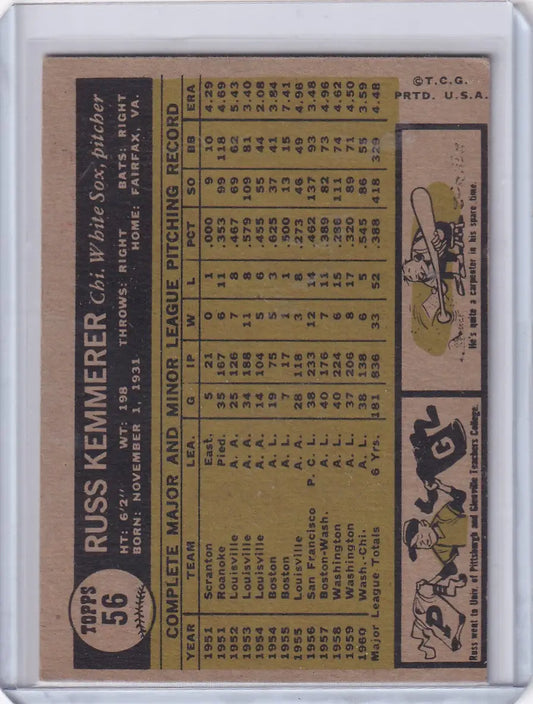 TOPPS
56
RUSS KEMMERER Chi. White Sox, pitcher
HT: 6'2" WT: 198 THROWS: RIGHT BATS: RIGHT
BORN: NOVEMBER 1, 1931 HOME: FAIRFAX, VA.
COMPLETE MAJOR AND MINOR LEAGUE PITCHING RECORD
YEAR TEAM LEA. G IP W L PCT SO BB ERA
1951 Scranton East. 5 21 0 1 .000 9 10 4.29
1951 Roanoke Pied. 35 167 6 11 .353 99 118 4.69
1952 Louisville A. A. 25 126 7 8 .467 69 62 5.43
1953 Louisville A. A. 34 188 11 8 .579 109 81 3.40
1954 Louisville A. A. 14 104 5 6 .455 55 44 2.08
1954 Boston A. L. 19 75 5 3 .625 37 41 3.84
1955 Boston A. L. 7 17 1 1 .500 13 15 7.41
1955 Louisville A. A. 28 118 3 8 .273 46 49 4.96
1956 San Francisco P. C. L. 38 233 12 14 .462 137 93 3.48
1957 Boston-Wash. A. L. 40 176 7 11 .389 82 73 4.96
1958 Washington A. L. 40 224 6 15 .286 111 74 4.62
1959 Washington A. L. 37 206 8 17 .320 89 71 4.50
1960 Wash.-Chi. A. L. 38 138 6 5 .545 86 55 3.59
Major League Totals 6 Yrs. 181 836 33 52 .388 418 329 4.48
P
G
Russ went to Univ. of Pittsburgh and Glenville Teachers College.
He's quite a carpenter in his spare time.
©T.C.G.
PRTD. U.S.A.